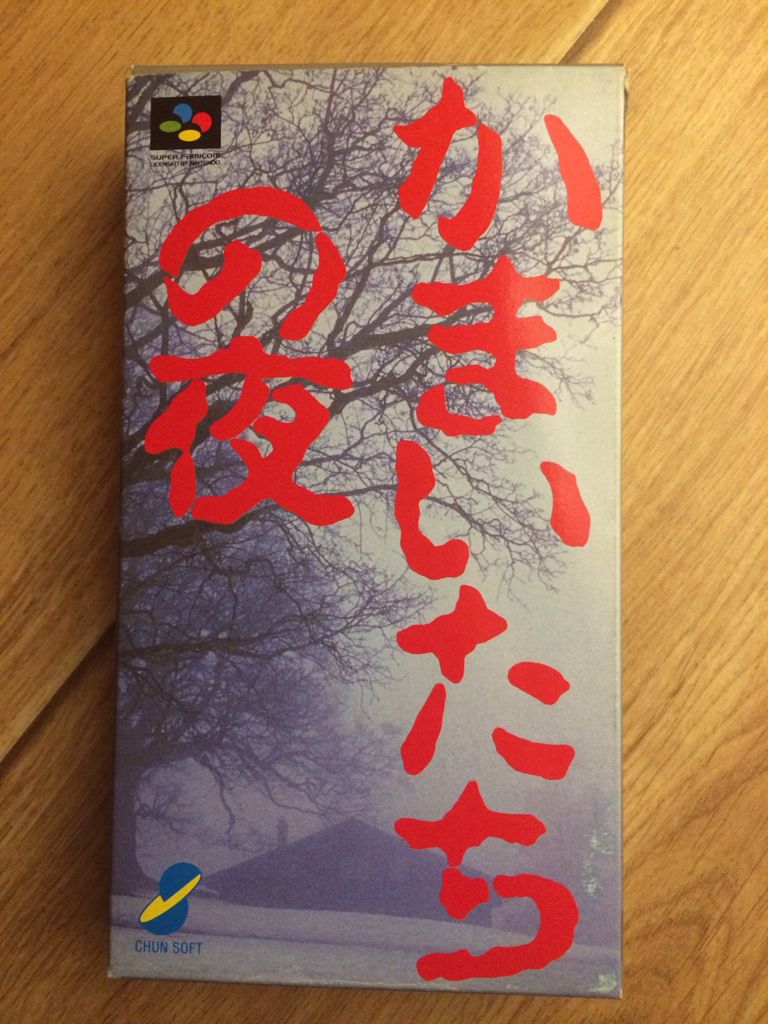 かまいたち
の夜
SUPER FAMICOM
LICENSED BY NINTENDO
CHUN SOFT